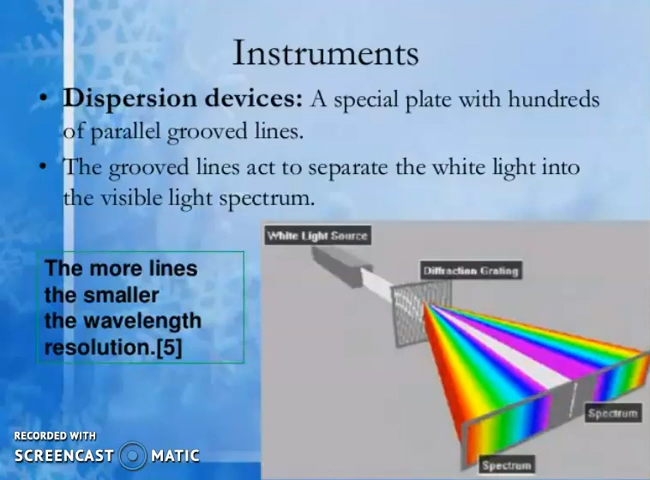 Instruments
• Dispersion devices: A special plate with hundreds
of parallel grooved lines.
• The grooved lines act to separate the white light into
the visible light spectrum.
White Light Source
Diffraction Grating
The more lines
the smaller
the wavelength
resolution.[5]
Spectrum
Spectrum
RECORDED WITH
SCREENCAST MATIC